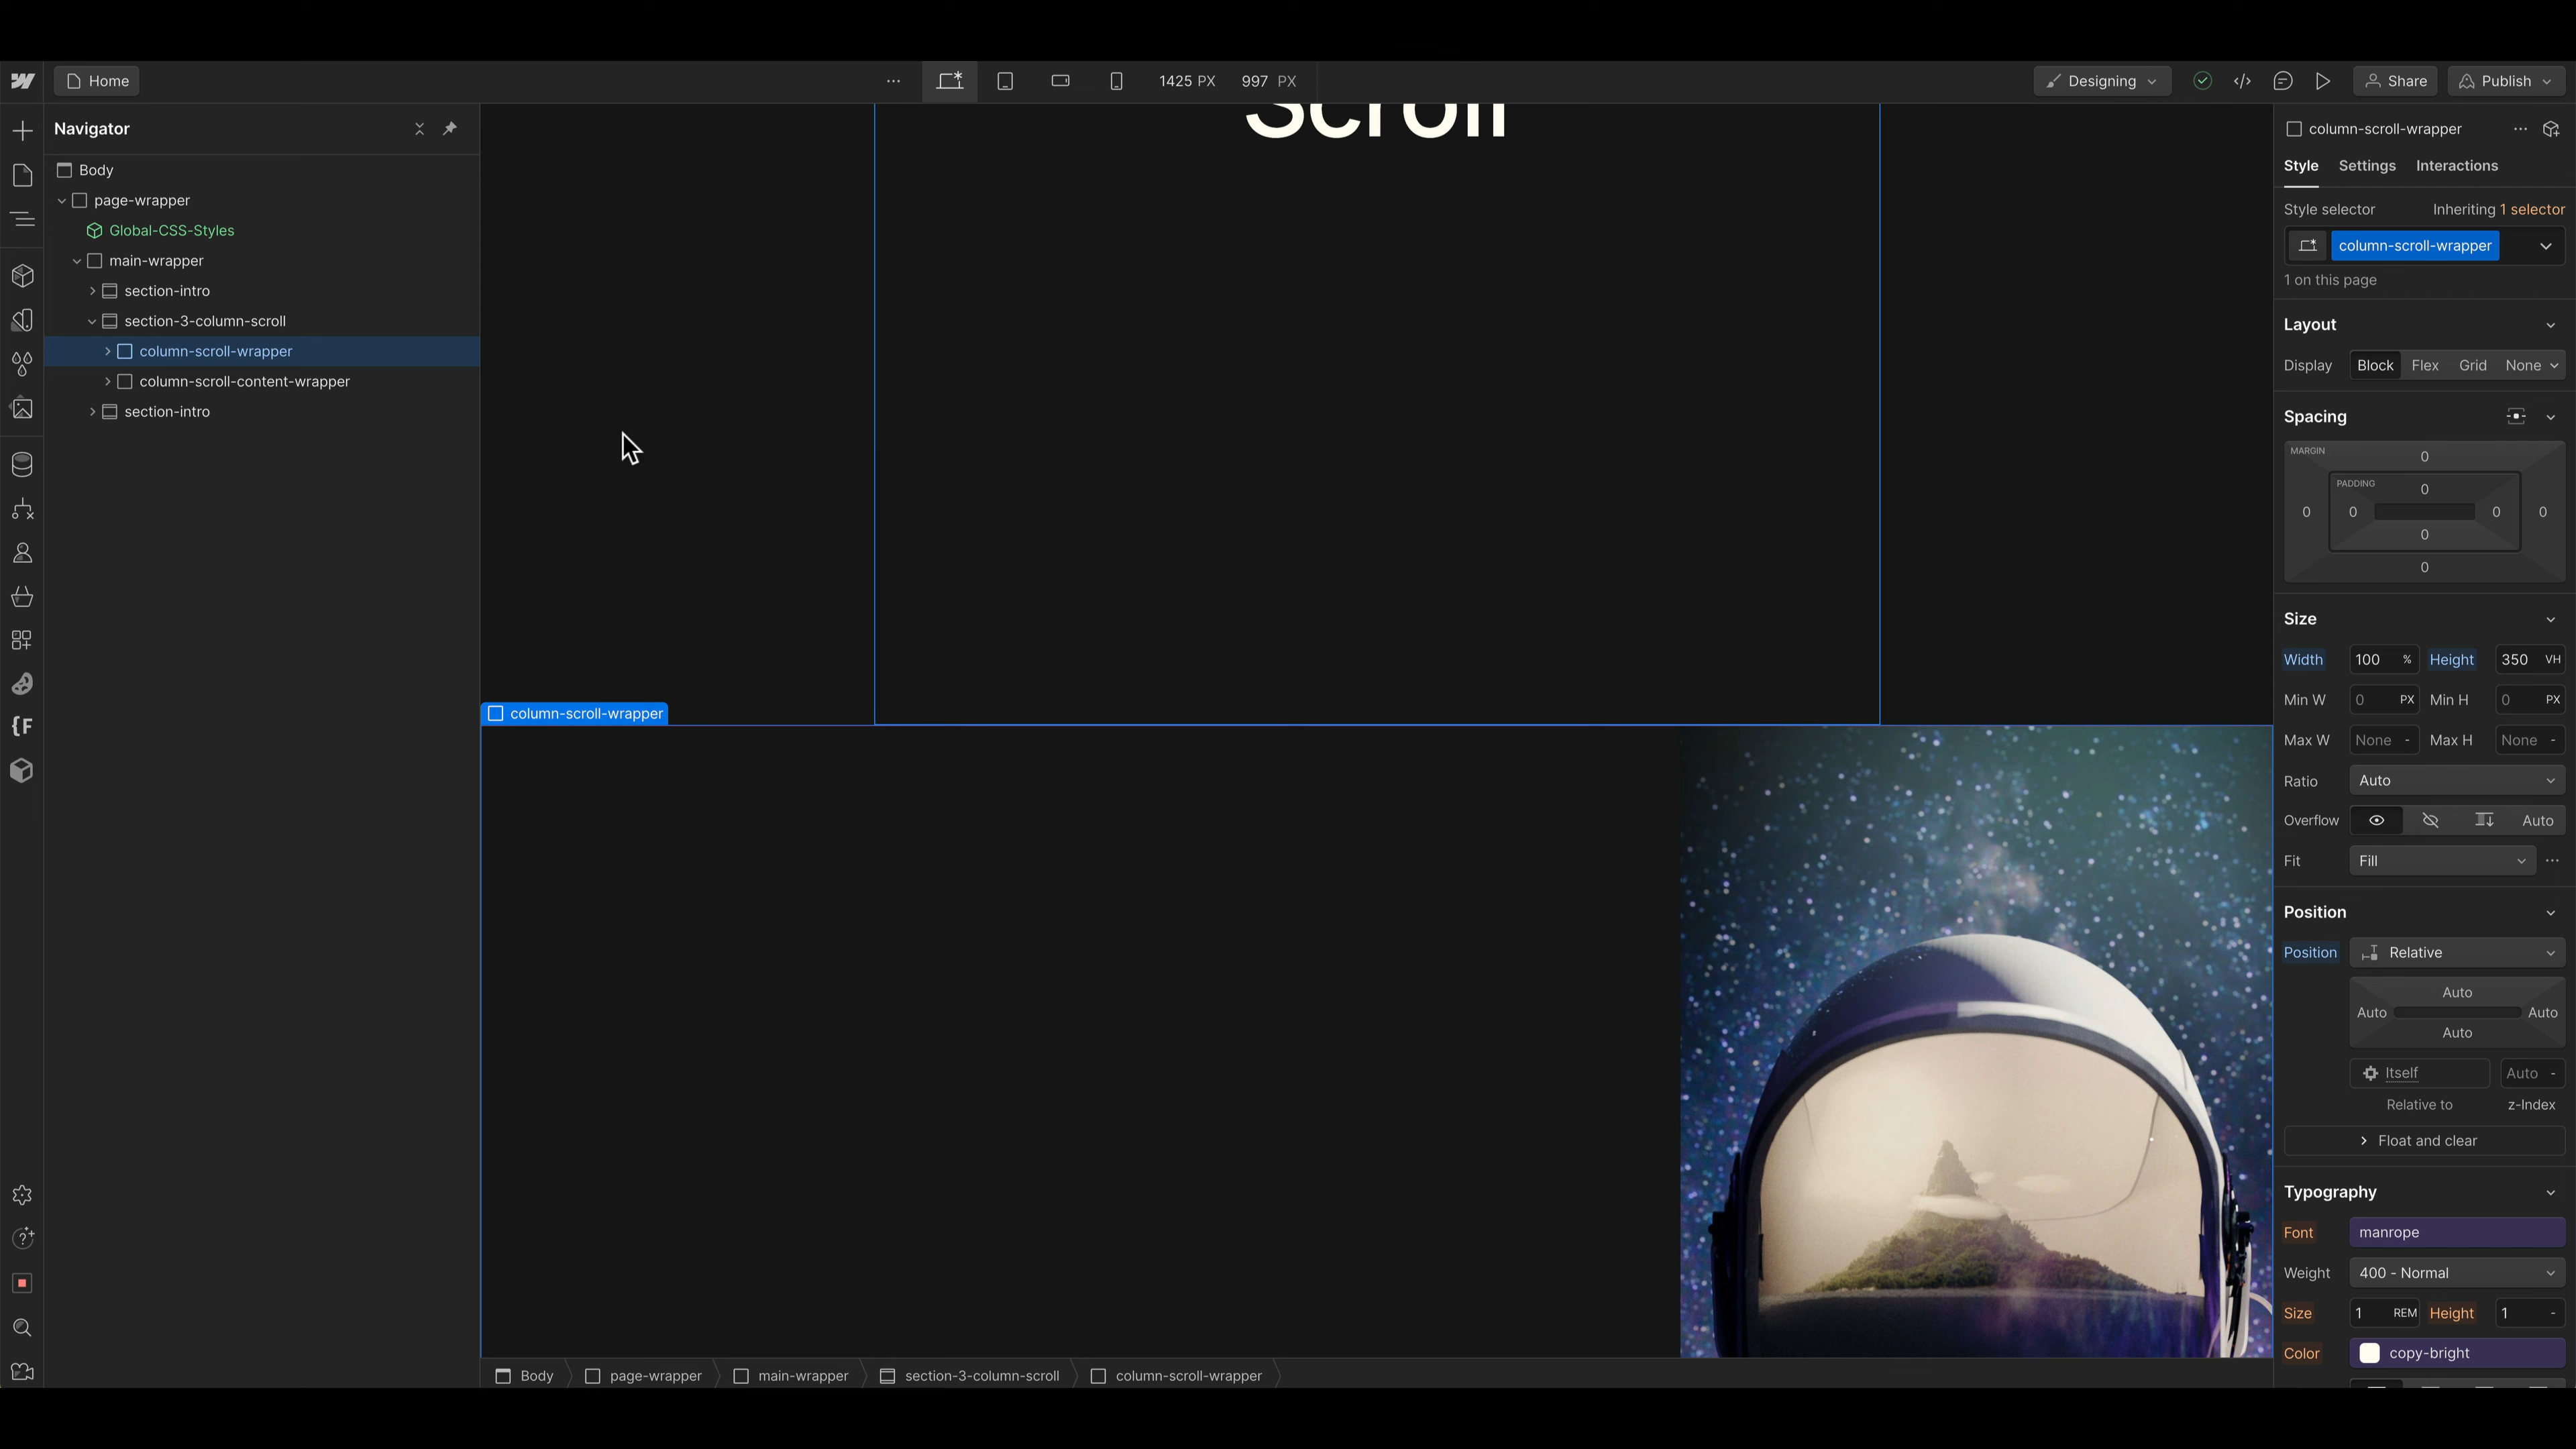 Home
1425 PX 997 PX
Designing
Share
Publish
Navigator
Body
page-wrapper
Global-CSS-Styles
main-wrapper
section-intro
section-3-column-scroll
column-scroll-wrapper
column-scroll-content-wrapper
section-intro
Scroll
column-scroll-wrapper
Body page-wrapper main-wrapper section-3-column-scroll column-scroll-wrapper
column-scroll-wrapper
Style Settings Interactions
Style selector Inheriting 1 selector
column-scroll-wrapper
1 on this page
Layout
Display Block Flex Grid None
Spacing
MARGIN
0
PADDING
0
0 0 0 0
0
0
Size
Width 100 % Height 350 VH
Min W 0 PX Min H 0 PX
Max W None - Max H None -
Ratio Auto
Overflow Auto
Fit Fill
Position
Position Relative
Auto
Auto Auto
Auto
Itself Auto -
Relative to z-Index
Float and clear
Typography
Font manrope
Weight 400 - Normal
Size 1 REM Height 1 -
Color copy-bright